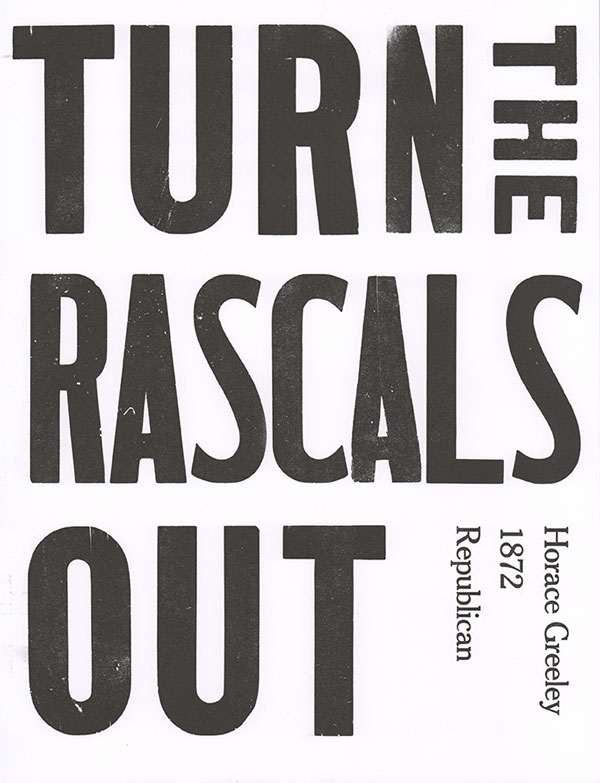 TURN THE
RASCALS
OUT
Horace Greeley
1872
Republican